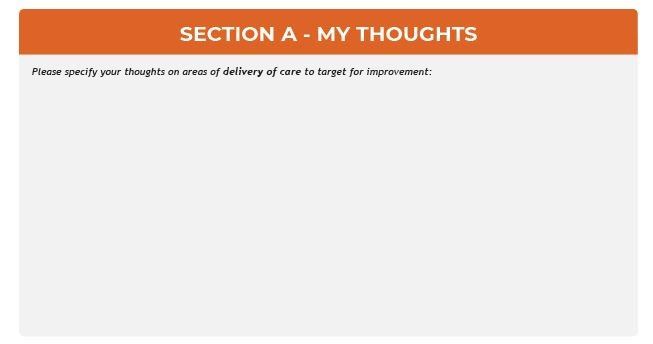 SECTION A - MY THOUGHTS
Please specify your thoughts on areas of delivery of care to target for improvement: